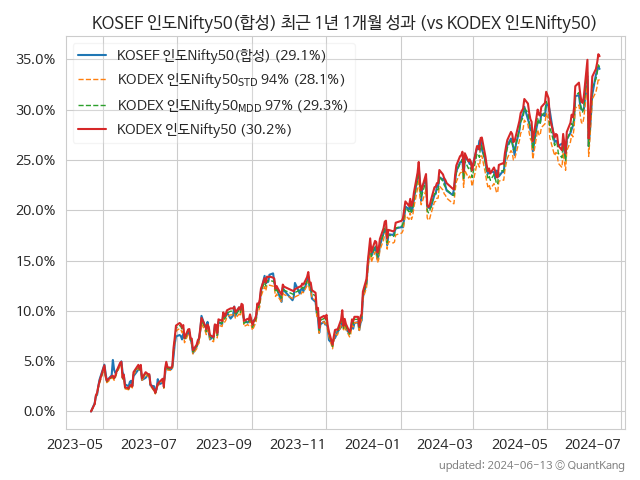 KOSEF 인도Nifty50(합성) 최근 1년 1개월 성과 (vs KODEX 인도Nifty50)
KOSEF 인도Nifty50(합성) (29.1%)
KODEX 인도Nifty50STD 94% (28.1%)
KODEX 인도Nifty50MDD 97% (29.3%)
KODEX 인도Nifty50 (30.2%)
35.0%
30.0%
25.0%
20.0%
15.0%
10.0%
5.0%
0.0%
2023-05 2023-07 2023-09 2023-11 2024-01 2024-03 2024-05 2024-07
updated: 2024-06-13 © QuantKang